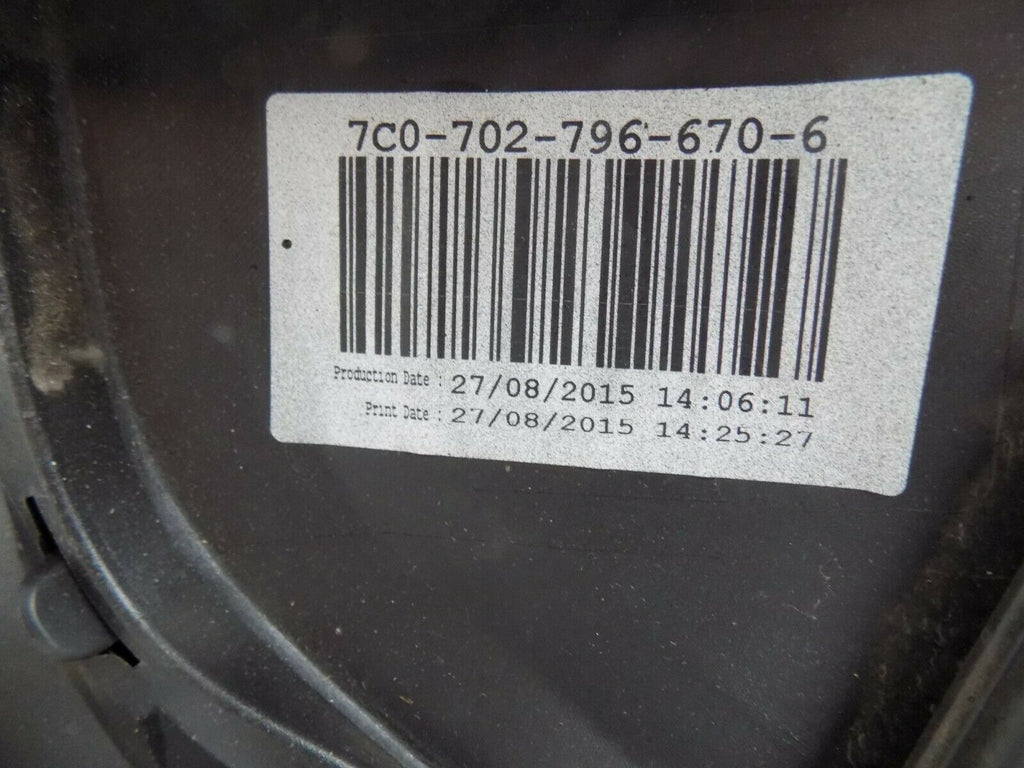 7C0-702-796-670-6
Production Date : 27/08/2015 14:06:11
Print Date : 27/08/2015 14:25:27